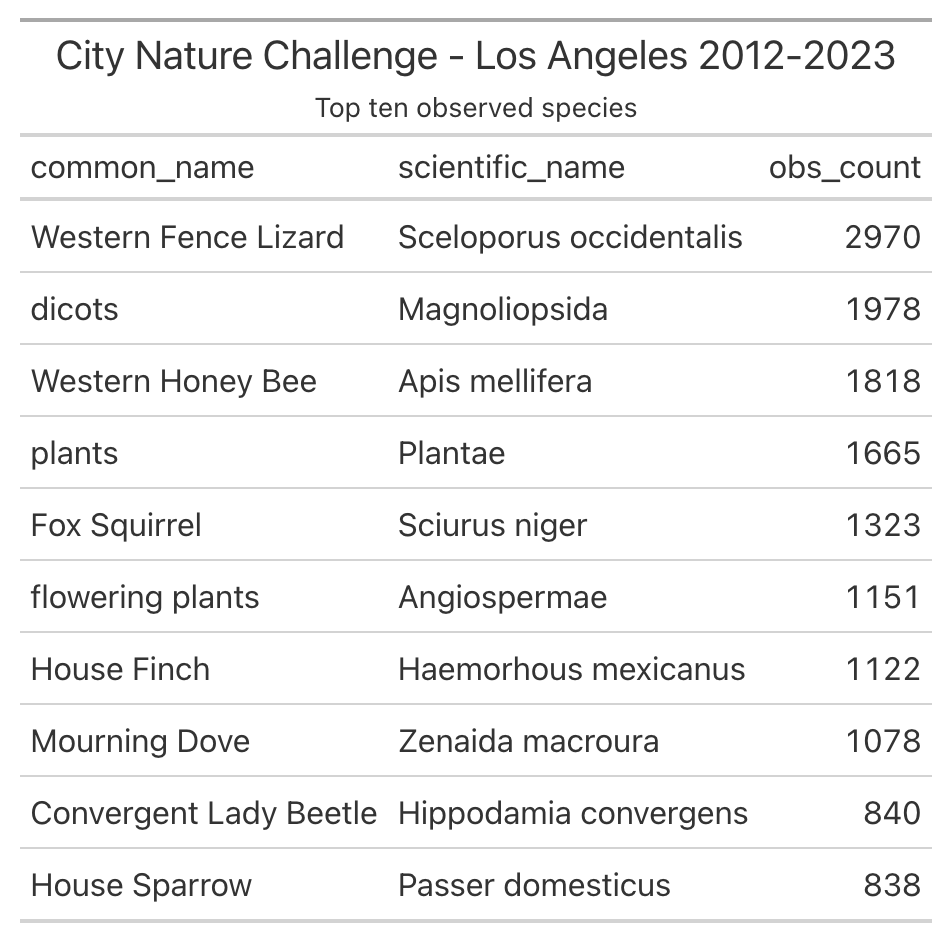 City Nature Challenge - Los Angeles 2012-2023
Top ten observed species
common_name scientific_name obs_count
Western Fence Lizard Sceloporus occidentalis 2970
dicots Magnoliopsida 1978
Western Honey Bee Apis mellifera 1818
plants Plantae 1665
Fox Squirrel Sciurus niger 1323
flowering plants Angiospermae 1151
House Finch Haemorhous mexicanus 1122
Mourning Dove Zenaida macroura 1078
Convergent Lady Beetle Hippodamia convergens 840
House Sparrow Passer domesticus 838